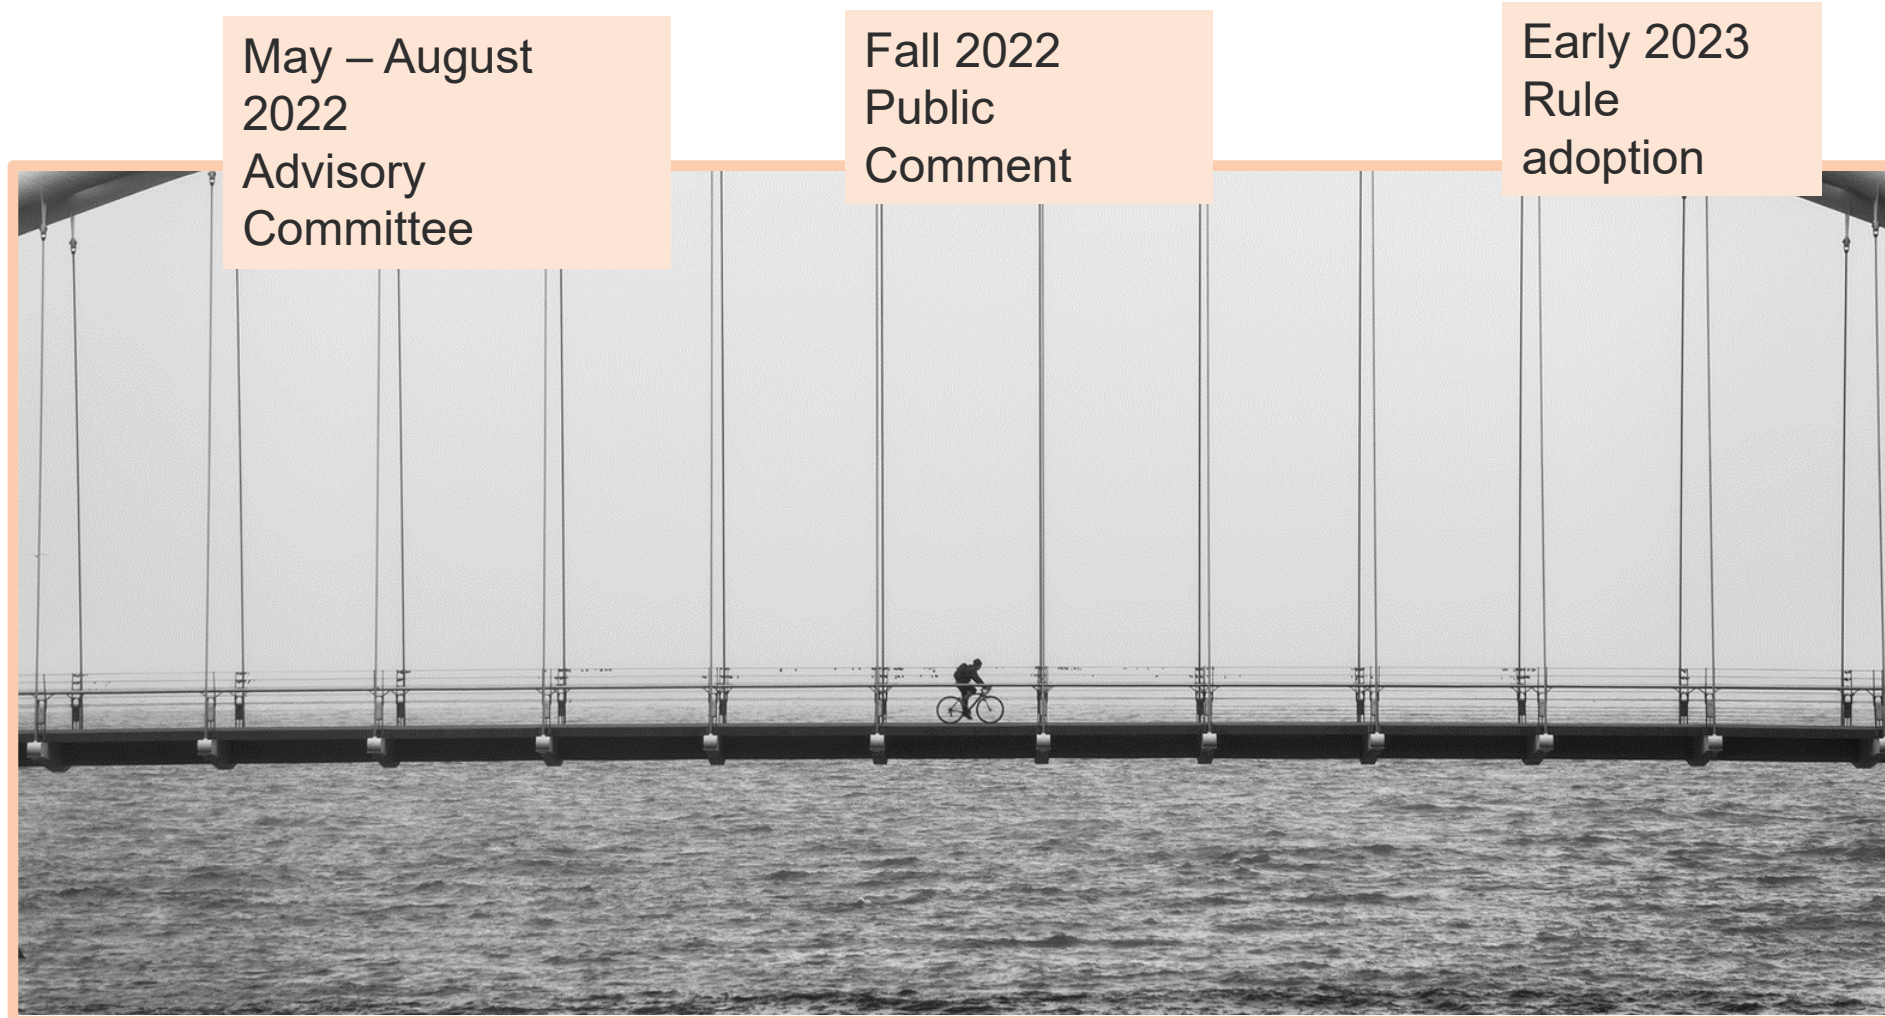 May – August
2022
Advisory
Committee
Fall 2022
Public
Comment
Early 2023
Rule
adoption